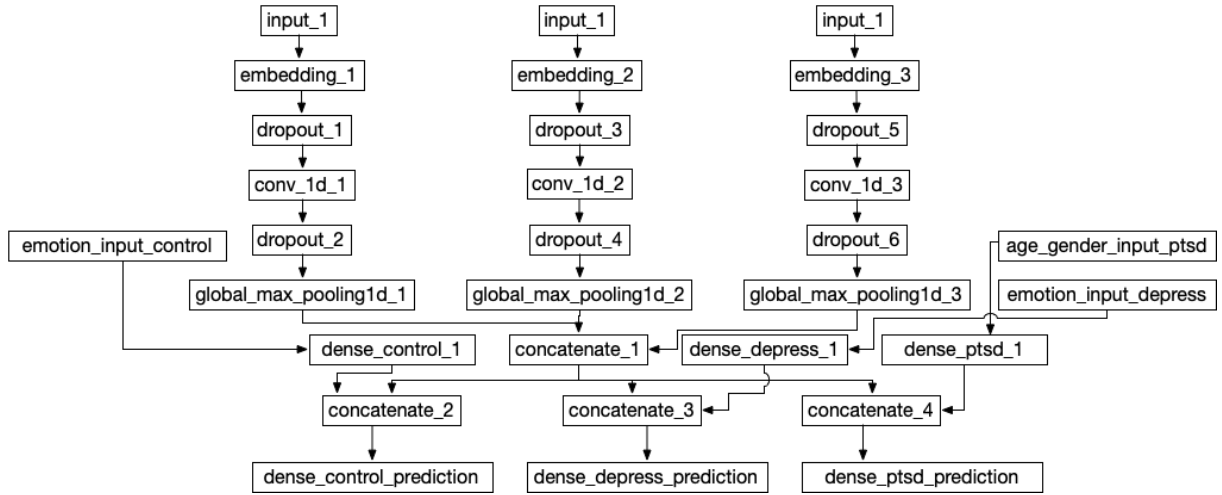 input_1
input_1
input_1
embedding_1
embedding_2
embedding_3
dropout_1
dropout_3
dropout_5
conv_1d_1
conv_1d_2
conv_1d_3
emotion_input_control
dropout_2
dropout_4
dropout_6
age_gender_input_ptsd
global_max_pooling1d_1
global_max_pooling1d_2
global_max_pooling1d_3
emotion_input_depress
dense_control_1
concatenate_1
dense_depress_1
dense_ptsd_1
concatenate_2
concatenate_3
concatenate_4
dense_control_prediction
dense_depress_prediction
dense_ptsd_prediction